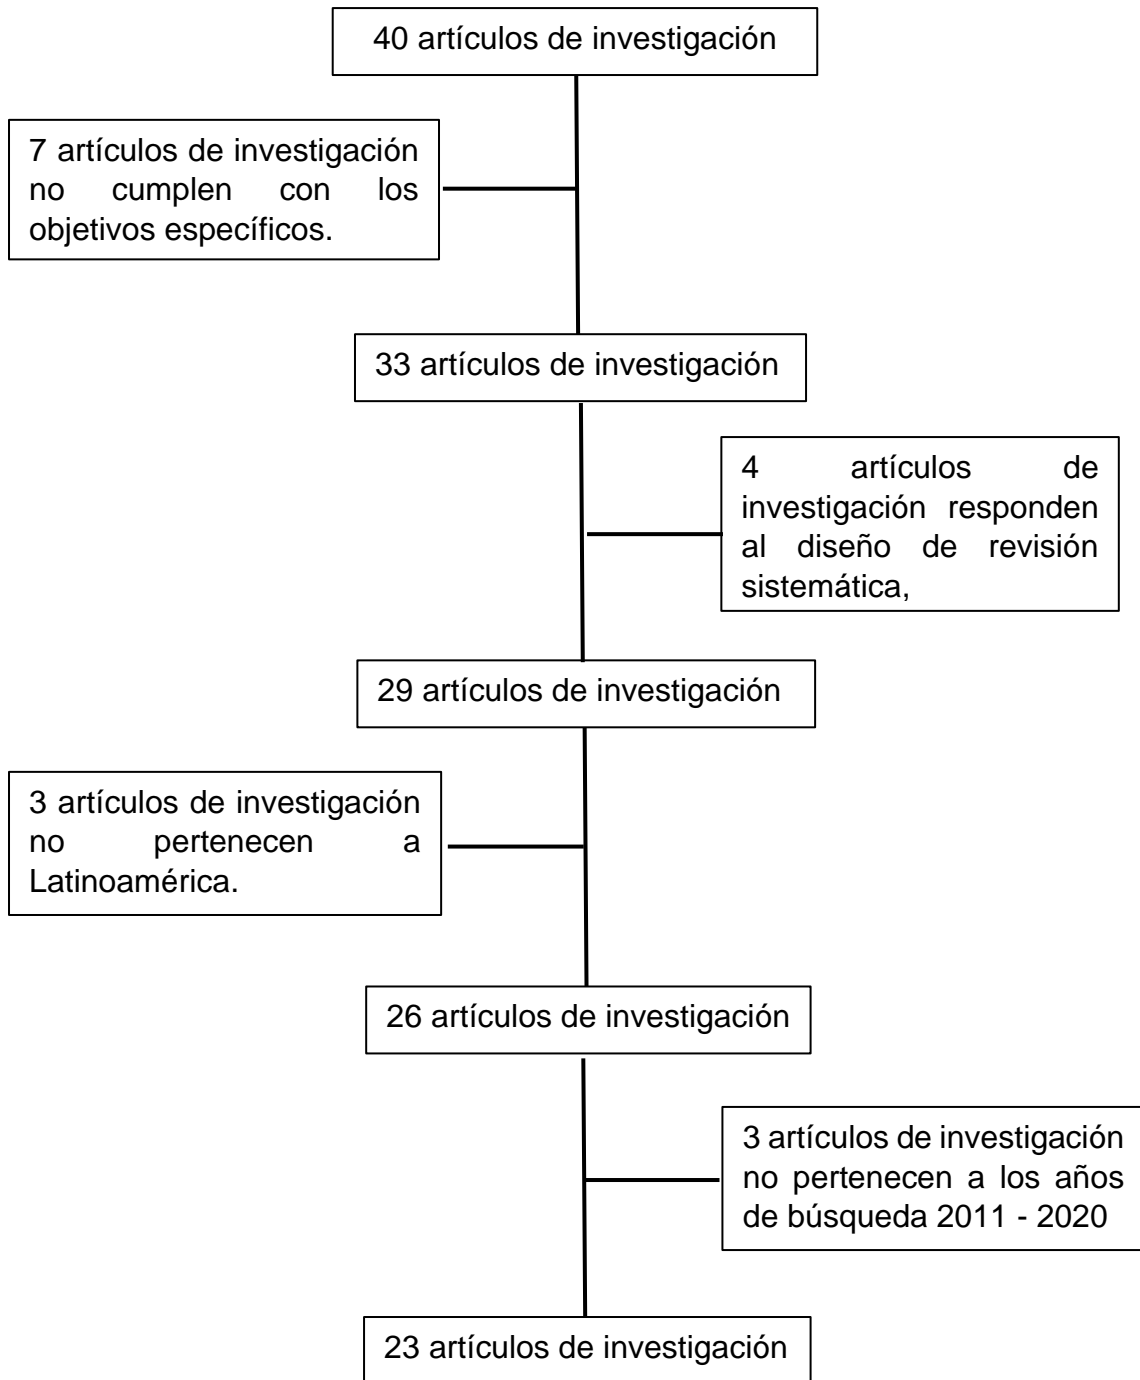 40 artículos de investigación
7 artículos de investigación
no cumplen con los
objetivos específicos.
33 artículos de investigación
4 artículos de
investigación responden
al diseño de revisión
sistemática,
29 artículos de investigación
3 artículos de investigación
no pertenecen a
Latinoamérica.
26 artículos de investigación
3 artículos de investigación
no pertenecen a los años
de búsqueda 2011 - 2020
23 artículos de investigación